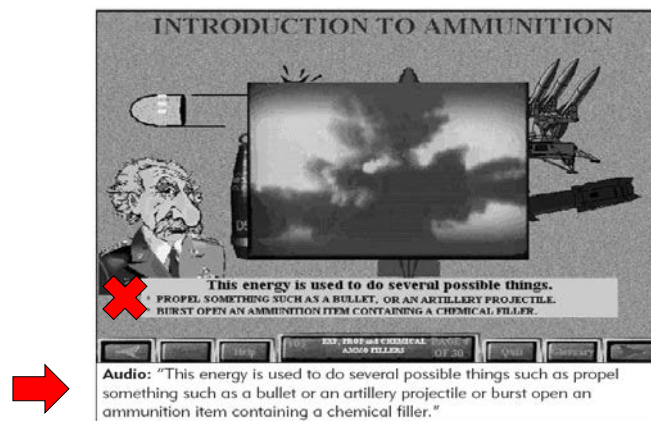 INTRODUCTION TO AMMUNITION
This energy is used to do several possible things.
* PROPEL SOMETHING SUCH AS A BULLET, OR AN ARTILLERY PROJECTILE.
* BURST OPEN AN AMMUNITION ITEM CONTAINING A CHEMICAL FILLER.
Help
EXP, PROP and CHEMICAL
AMMO FILLERS
PAGE
OF 30
Quit
Glossary
Audio: “This energy is used to do several possible things such as propel
something such as a bullet or an artillery projectile or burst open an
ammunition item containing a chemical filler.”